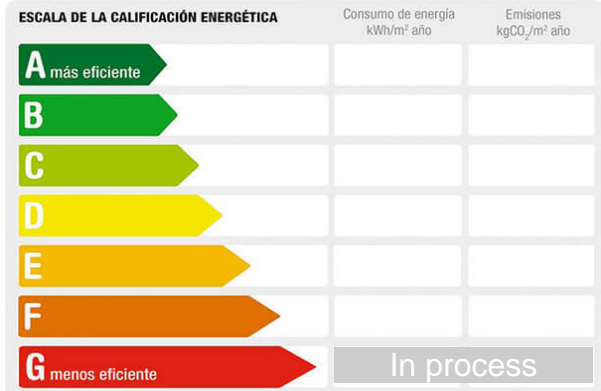 ESCALA DE LA CALIFICACIÓN ENERGÉTICA
Consumo de energía
kWh/m² año
Emisiones
kgCO₂/m² año
A más eficiente
B
C
D
E
F
G menos eficiente
In process